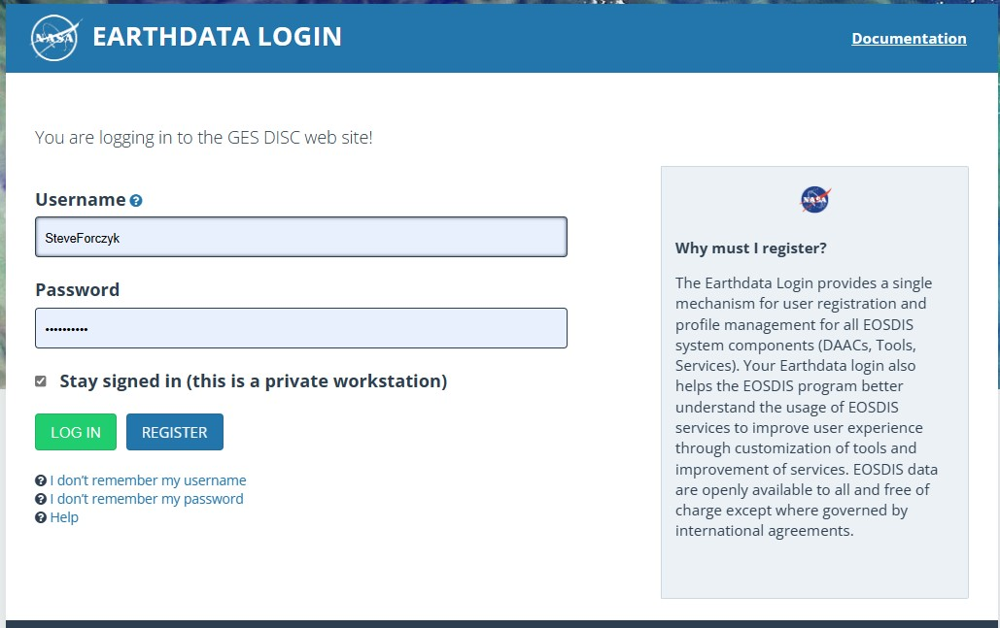 NASA
EARTHDATA LOGIN
Documentation
You are logging in to the GES DISC web site!
Username ?
SteveForczyk
Password
••••••••••
Stay signed in (this is a private workstation)
LOG IN
REGISTER
? I don't remember my username
? I don't remember my password
? Help
NASA
Why must I register?
The Earthdata Login provides a single
mechanism for user registration and
profile management for all EOSDIS
system components (DAACs, Tools,
Services). Your Earthdata login also
helps the EOSDIS program better
understand the usage of EOSDIS
services to improve user experience
through customization of tools and
improvement of services. EOSDIS data
are openly available to all and free of
charge except where governed by
international agreements.